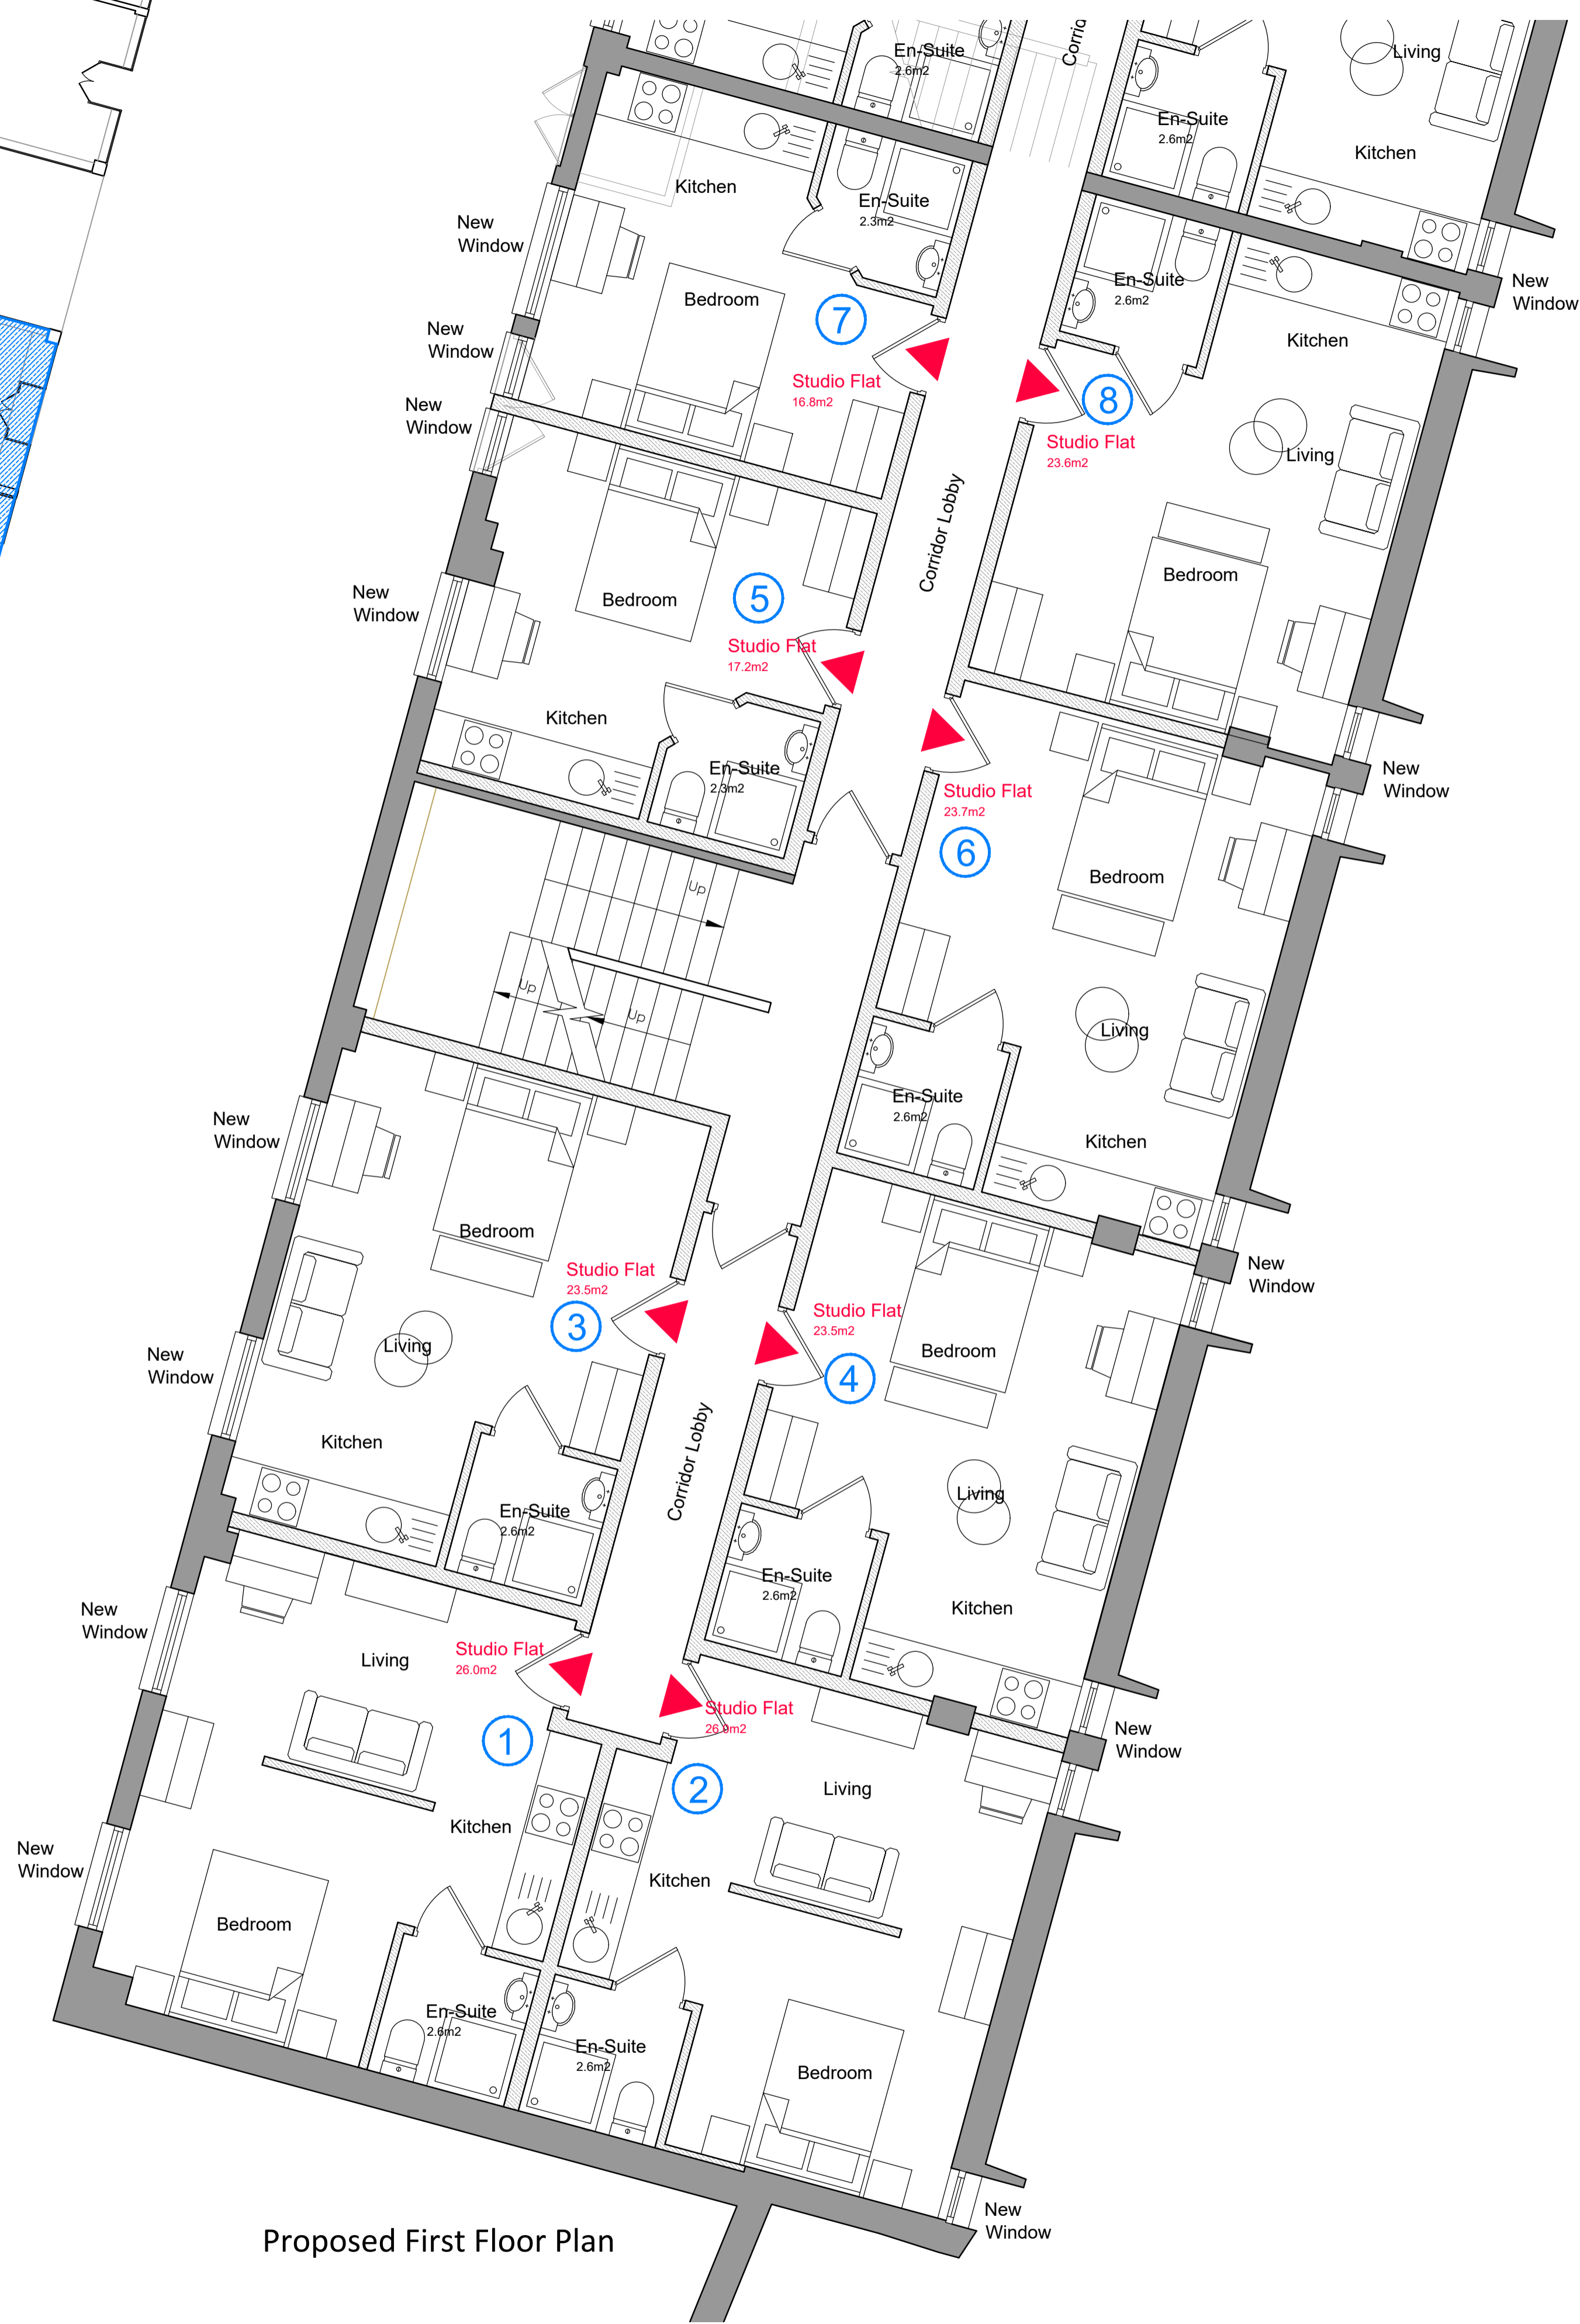 En-Suite
2.6m2
Corrid
Living
En-Suite
2.6m2
Kitchen
Kitchen
En-Suite
2.3m2
New
Window
Bedroom
7
En-Suite
2.6m2
New
Window
Kitchen
New
Window
Studio Flat
16.8m2
8
New
Window
Studio Flat
23.6m2
Living
Corridor Lobby
Bedroom
New
Window
Bedroom
5
Studio Flat
17.2m2
Kitchen
En-Suite
2.3m2
New
Window
Studio Flat
23.7m2
6
Bedroom
Up
Up
Up
Living
En-Suite
2.6m2
New
Window
Kitchen
Bedroom
Studio Flat
23.5m2
3
New
Window
Studio Flat
23.5m2
Living
New
Window
Bedroom
4
Kitchen
Corridor Lobby
Living
En-Suite
2.6m2
En-Suite
2.6m2
Kitchen
New
Window
Living
Studio Flat
26.0m2
Studio Flat
26.9m2
1
New
Window
2
Living
Kitchen
New
Window
Kitchen
Bedroom
En-Suite
2.6m2
En-Suite
2.6m2
Bedroom
New
Window
Proposed First Floor Plan